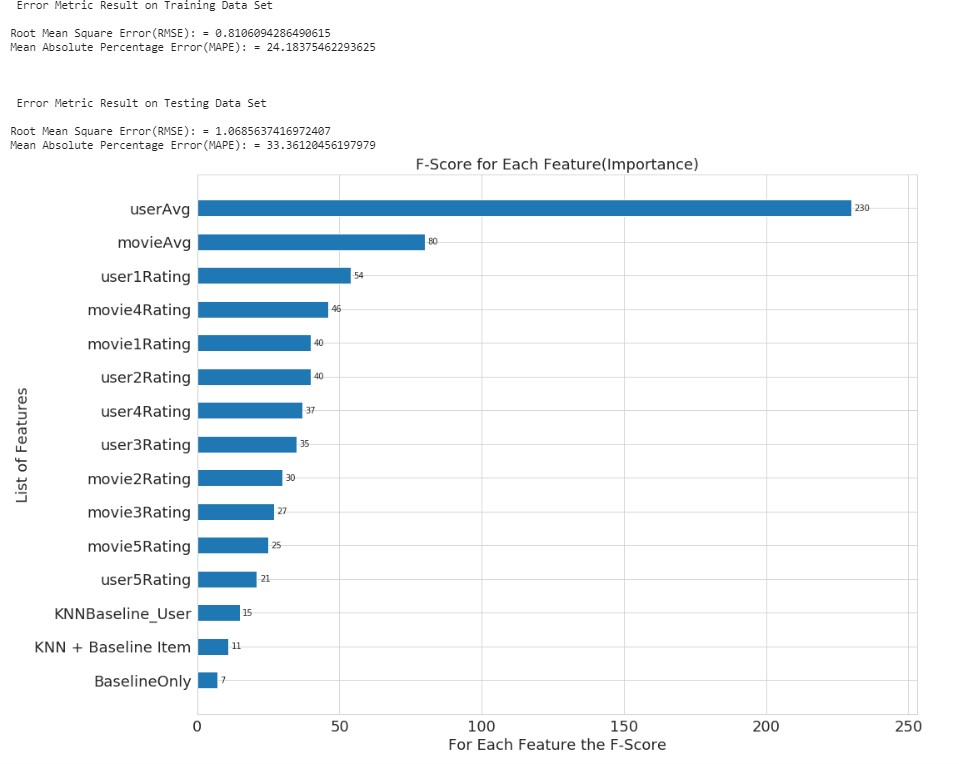 Error Metric Result on Training Data Set
Root Mean Square Error(RMSE): = 0.8106094286490615
Mean Absolute Percentage Error(MAPE): = 24.18375462293625
Error Metric Result on Testing Data Set
Root Mean Square Error(RMSE): = 1.0685637416972407
Mean Absolute Percentage Error(MAPE): = 33.36120456197979
F-Score for Each Feature(Importance)
List of Features
userAvg 230
movieAvg 80
user1Rating 54
movie4Rating 46
movie1Rating 40
user2Rating 40
user4Rating 37
user3Rating 35
movie2Rating 30
movie3Rating 27
movie5Rating 25
user5Rating 21
KNNBaseline_User 15
KNN + Baseline Item 11
BaselineOnly 7
0 50 100 150 200 250
For Each Feature the F-Score